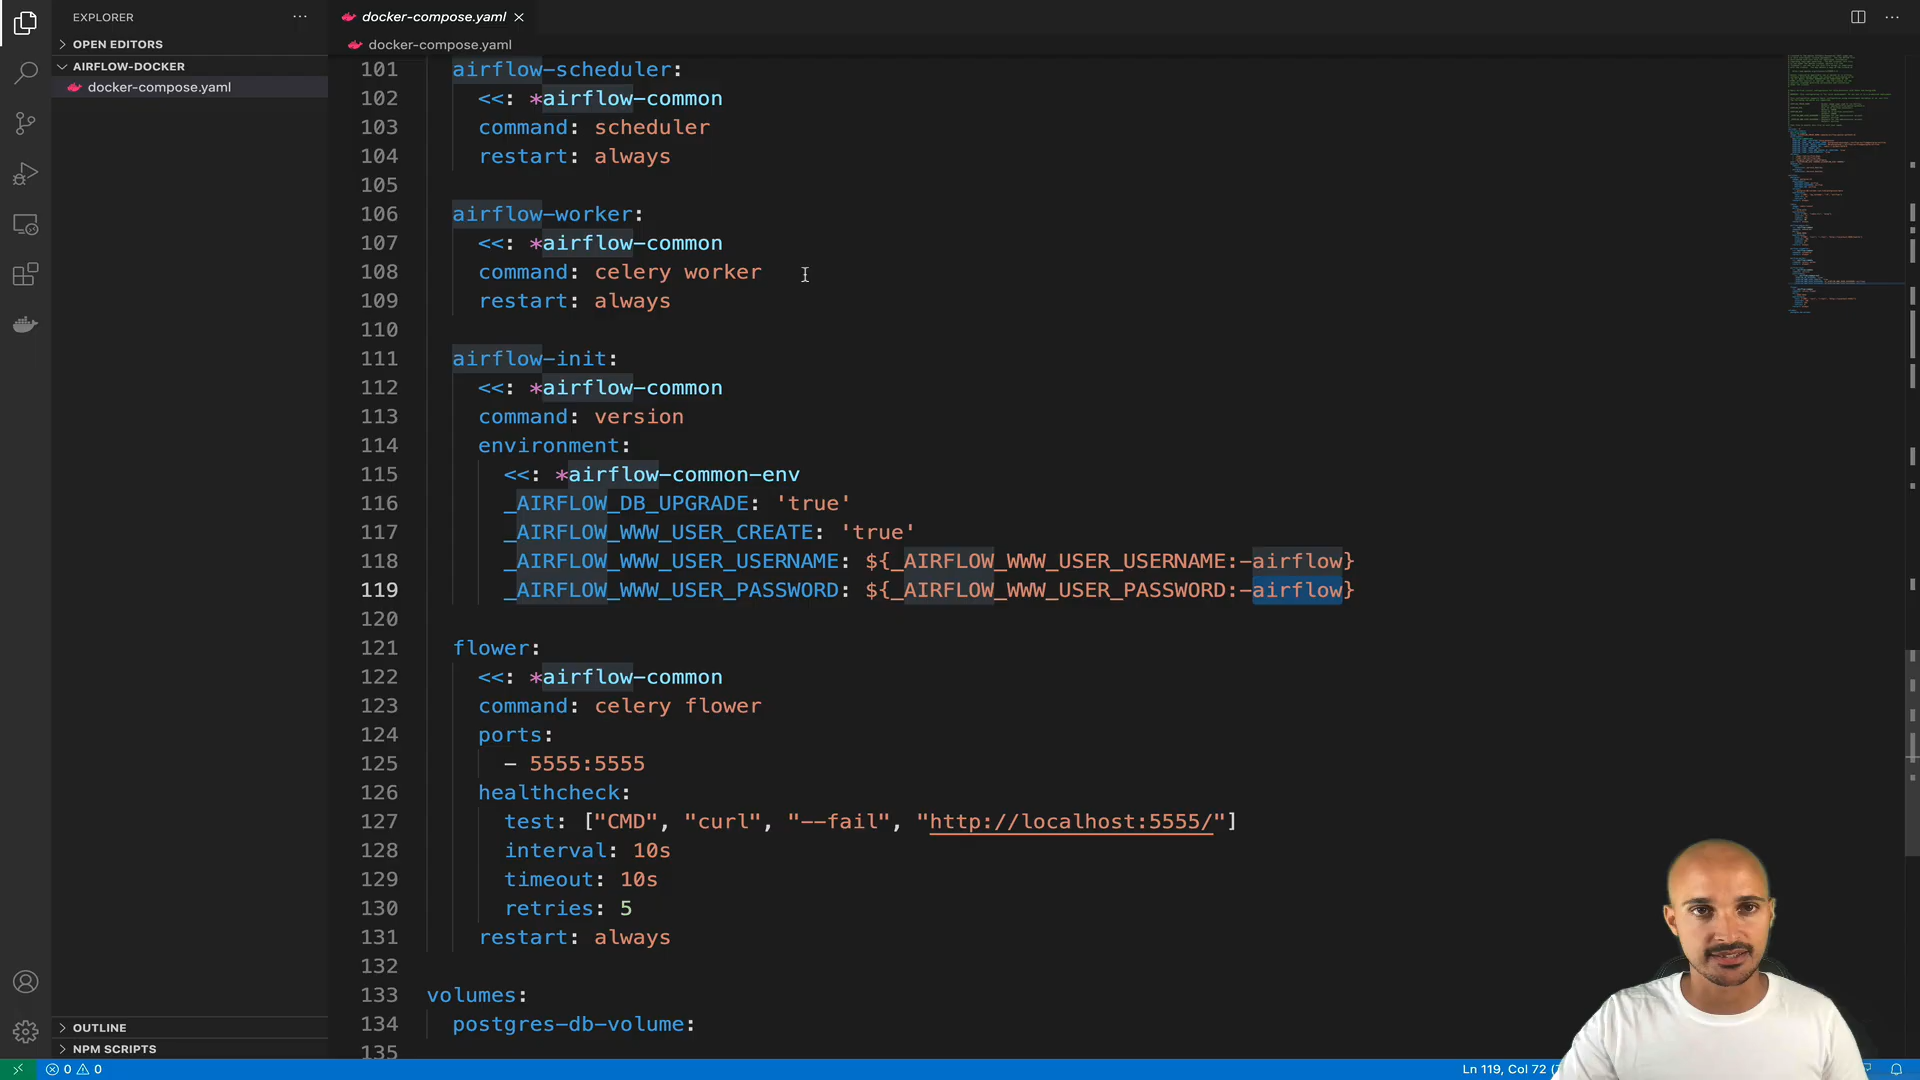 EXPLORER
docker-compose.yaml
OPEN EDITORS
docker-compose.yaml
AIRFLOW-DOCKER
docker-compose.yaml
101 airflow-scheduler:
102 <<: *airflow-common
103 command: scheduler
104 restart: always
105
106 airflow-worker:
107 <<: *airflow-common
108 command: celery worker
109 restart: always
110
111 airflow-init:
112 <<: *airflow-common
113 command: version
114 environment:
115 <<: *airflow-common-env
116 _AIRFLOW_DB_UPGRADE: 'true'
117 _AIRFLOW_WWW_USER_CREATE: 'true'
118 _AIRFLOW_WWW_USER_USERNAME: ${_AIRFLOW_WWW_USER_USERNAME:-airflow}
119 _AIRFLOW_WWW_USER_PASSWORD: ${_AIRFLOW_WWW_USER_PASSWORD:-airflow}
120
121 flower:
122 <<: *airflow-common
123 command: celery flower
124 ports:
125 - 5555:5555
126 healthcheck:
127 test: ["CMD", "curl", "--fail", "http://localhost:5555/"]
128 interval: 10s
129 timeout: 10s
130 retries: 5
131 restart: always
132
133 volumes:
134 postgres-db-volume:
135
OUTLINE
NPM SCRIPTS
0 0
Ln 119, Col 72